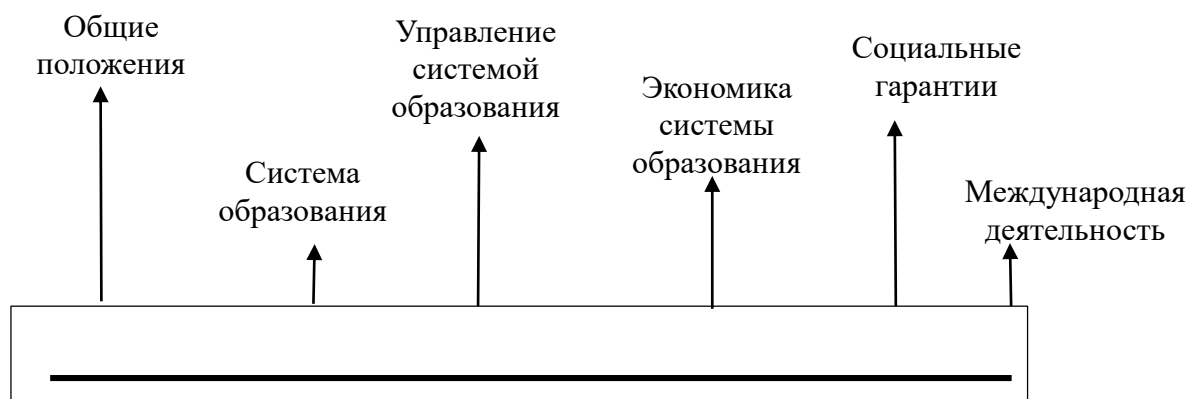 Общие
положения
Система
образования
Управление
системой
образования
Экономика
системы
образования
Социальные
гарантии
Международная
деятельность